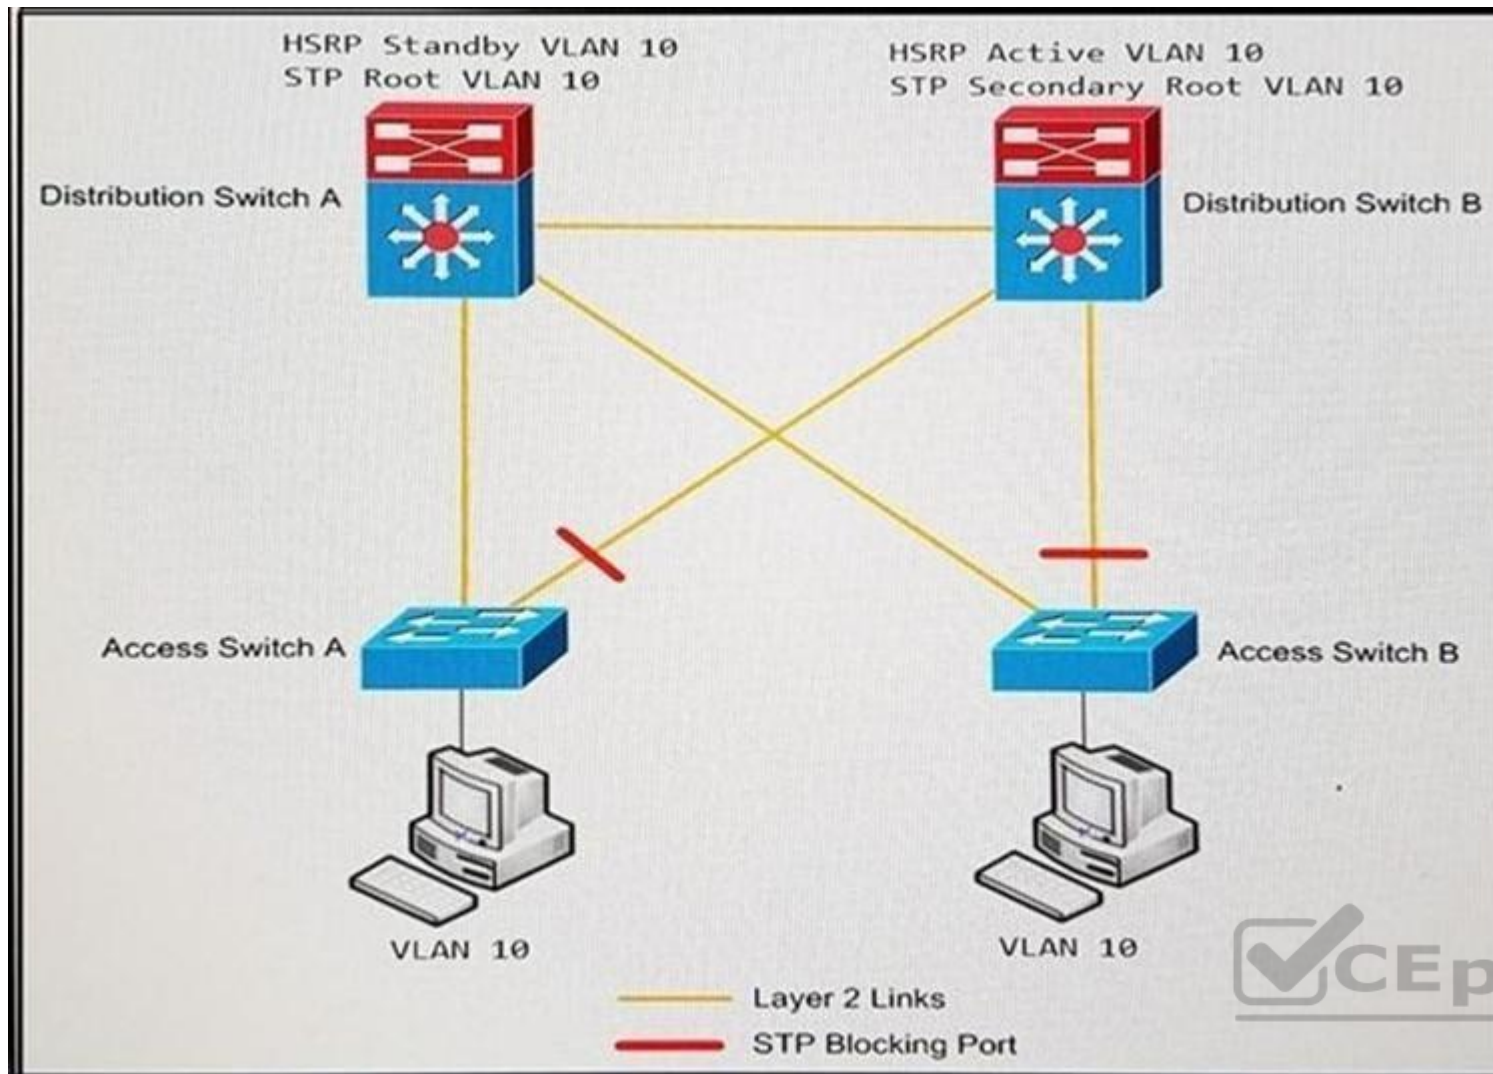 HSRP Standby VLAN 10
STP Root VLAN 10
HSRP Active VLAN 10
STP Secondary Root VLAN 10
Distribution Switch A
Distribution Switch B
Access Switch A
Access Switch B
VLAN 10
VLAN 10
CEp
Layer 2 Links
STP Blocking Port